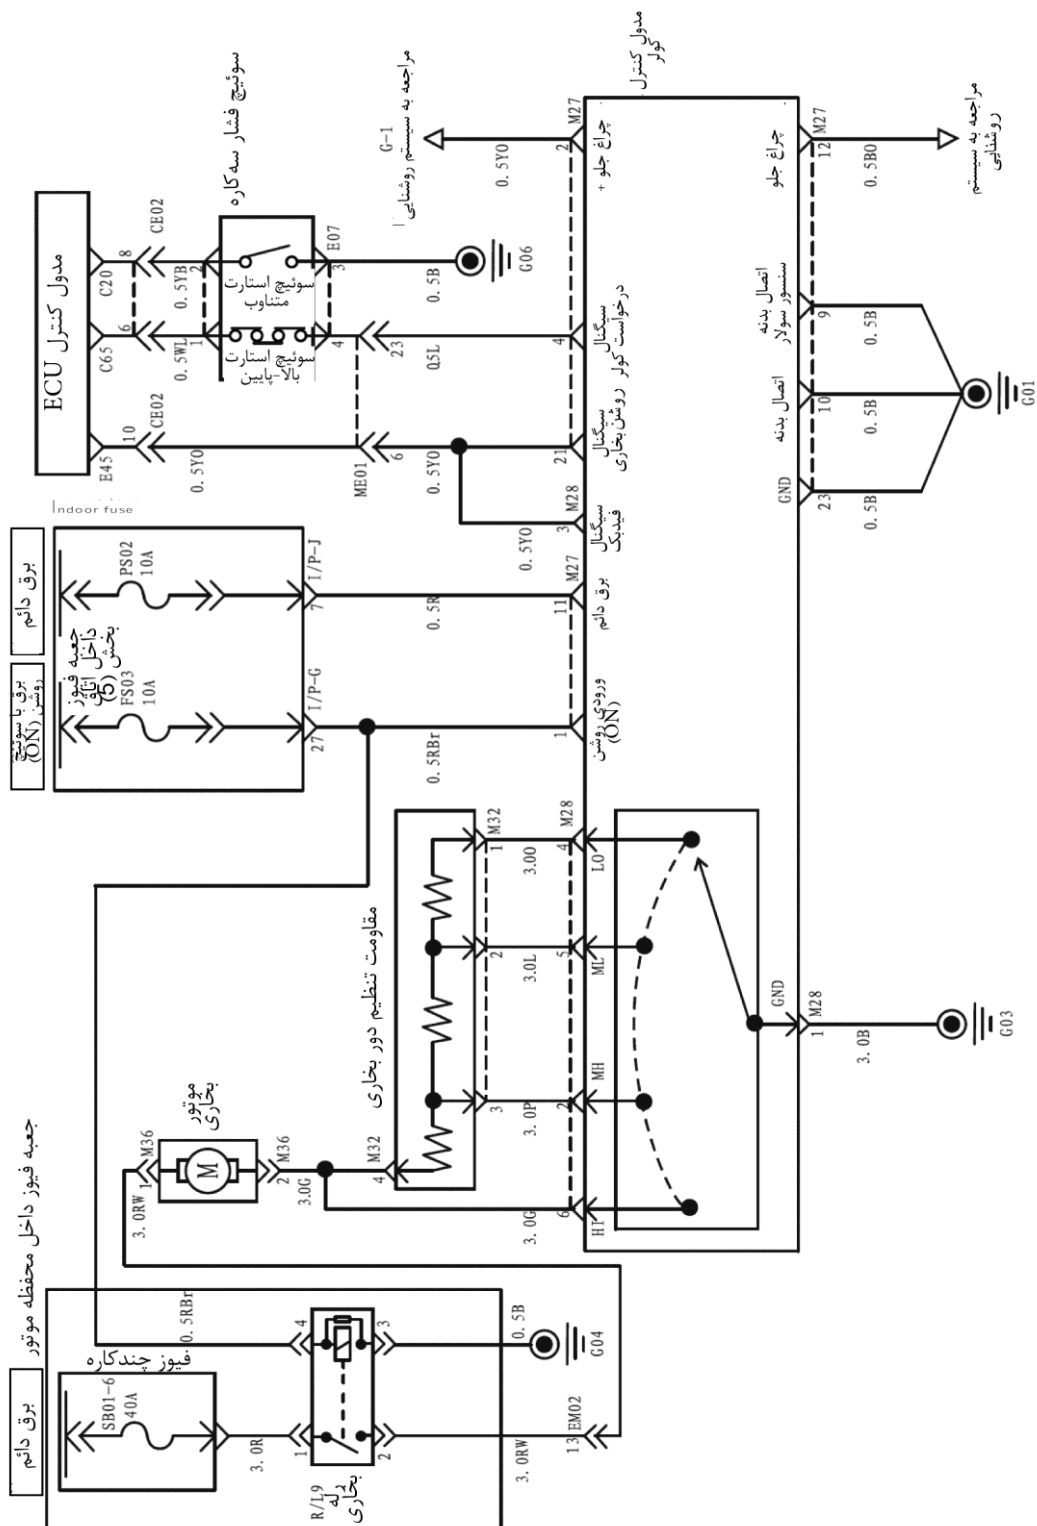 برق دائم
SB01-6
40A
فیوز چندکاره
جعبه فیوز داخل محفظه موتور
3.0R
1
2
4
3
R/L9
رله
بخاری
0.5RBr
0.5B
G04
3.0RW
13
EM02
3.0RW
1
M36
موتور
بخاری
M
2
M36
3.0G
4
M32
مقاومت تنظیم دور بخاری
3.0G
6
HI
3
3.0P
2
MH
2
3.0L
5
ML
1
M32
3.0O
4
M28
LO
GND
1
M28
3.0B
G03
برق با سوئیچ
روشن (ON)
برق دائم
Indoor fuse
FS03
10A
جعبه فیوز
داخل اتاق
بخش (5)
PS02
10A
27
I/P-G
0.5RBr
1
ورودی روشن
(ON)
7
I/P-J
0.5R
11
M27
برق دائم
مدول کنترل ECU
E45
10
CE02
0.5YO
ME01
6
0.5YO
21
سیگنال
روشن بخاری
0.5YO
3
M28
سیگنال
فیدبک
C65
6
0.5WL
1
سوئیچ استارت
بالا-پایین
4
23
0.5L
4
سیگنال
درخواست کولر
C20
8
CE02
0.5YB
2
سوئیچ استارت
متناوب
3
E07
0.5B
G06
سوئیچ فشار سه کاره
مراجعه به سیستم روشنایی
G-1
0.5YO
2
M27
چراغ جلو +
مدول کنترل
کولر
چراغ جلو
12
M27
0.5BO
مراجعه به سیستم
روشنایی
اتصال بدنه
سنسور سولار
9
0.5B
اتصال بدنه
10
0.5B
GND
23
0.5B
G01